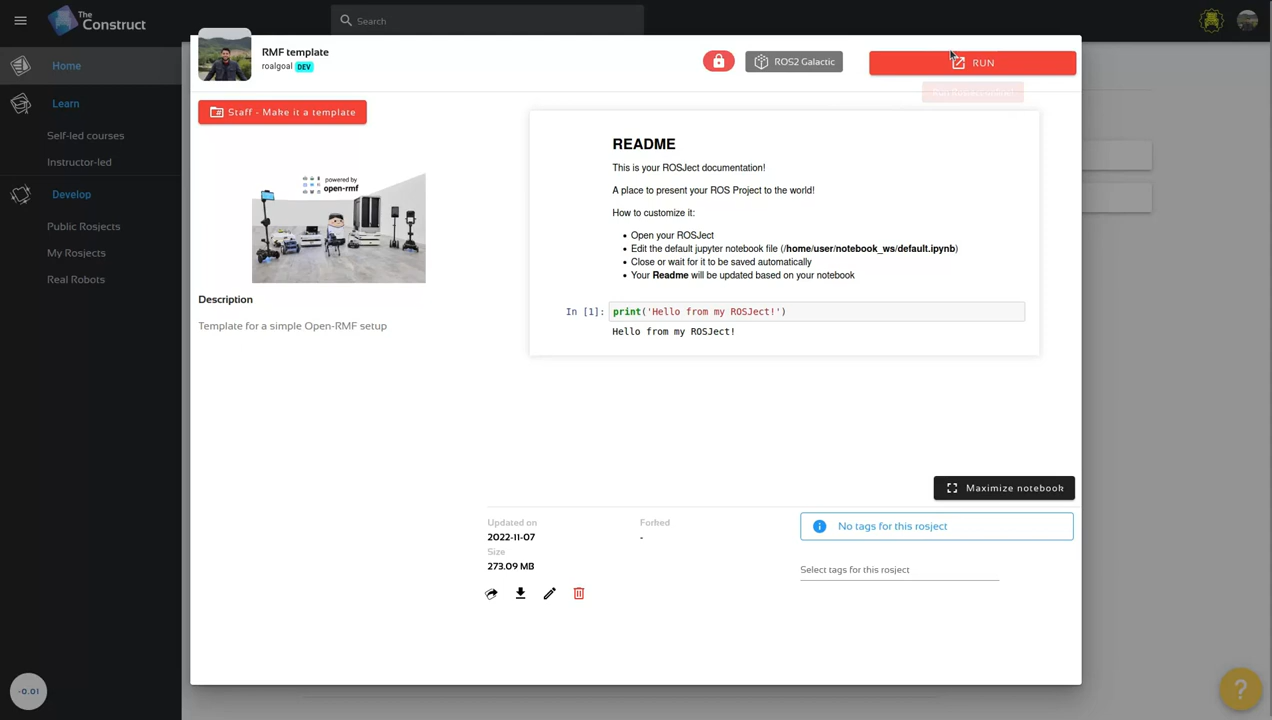 The Construct
Search
Home
Learn
Self-led courses
Instructor-led
Develop
Public Rosjects
My Rosjects
Real Robots
-0.01
RMF template
roalgoal DEV
ROS2 Galactic
RUN
Staff - Make it a template
powered by
open-rmf
Description
Template for a simple Open-RMF setup
README
This is your ROSJect documentation!
A place to present your ROS Project to the world!
How to customize it:
Open your ROSJect
Edit the default jupyter notebook file (/home/user/notebook_ws/default.ipynb)
Close or wait for it to be saved automatically
Your Readme will be updated based on your notebook
In [1]: print('Hello from my ROSJect!')
Hello from my ROSJect!
Maximize notebook
Updated on
2022-11-07
Size
273.09 MB
Forked
-
No tags for this rosject
Select tags for this rosject
?